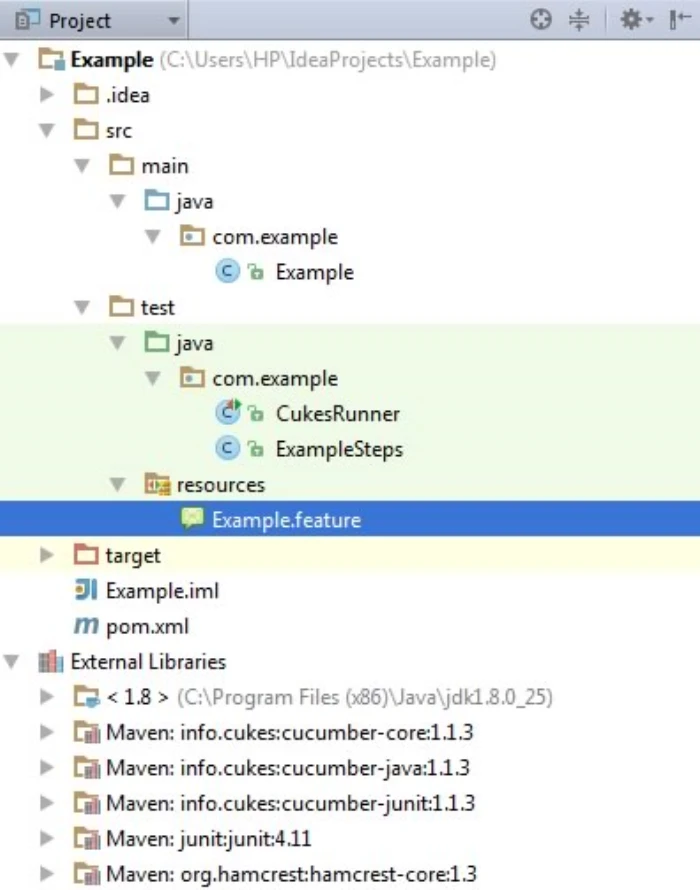 Project
Example (C:\Users\HP\IdeaProjects\Example)
.idea
src
main
java
com.example
Example
test
java
com.example
CukesRunner
ExampleSteps
resources
Example.feature
target
Example.iml
pom.xml
External Libraries
< 1.8 > (C:\Program Files (x86)\Java\jdk1.8.0_25)
Maven: info.cukes:cucumber-core:1.1.3
Maven: info.cukes:cucumber-java:1.1.3
Maven: info.cukes:cucumber-junit:1.1.3
Maven: junit:junit:4.11
Maven: org.hamcrest:hamcrest-core:1.3